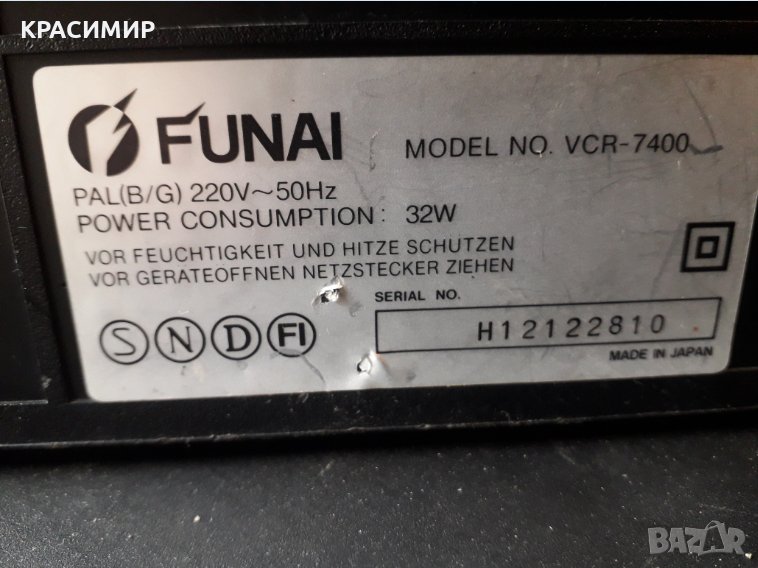 КРАСИМИР
FUNAI
MODEL NO. VCR-7400
PAL(B/G) 220V~50Hz
POWER CONSUMPTION: 32W
VOR FEUCHTIGKEIT UND HITZE SCHUTZEN
VOR GERATEOFFNEN NETZSTECKER ZIEHEN
SERIAL NO.
H12122810
S N D FI
MADE IN JAPAN
BAZAR